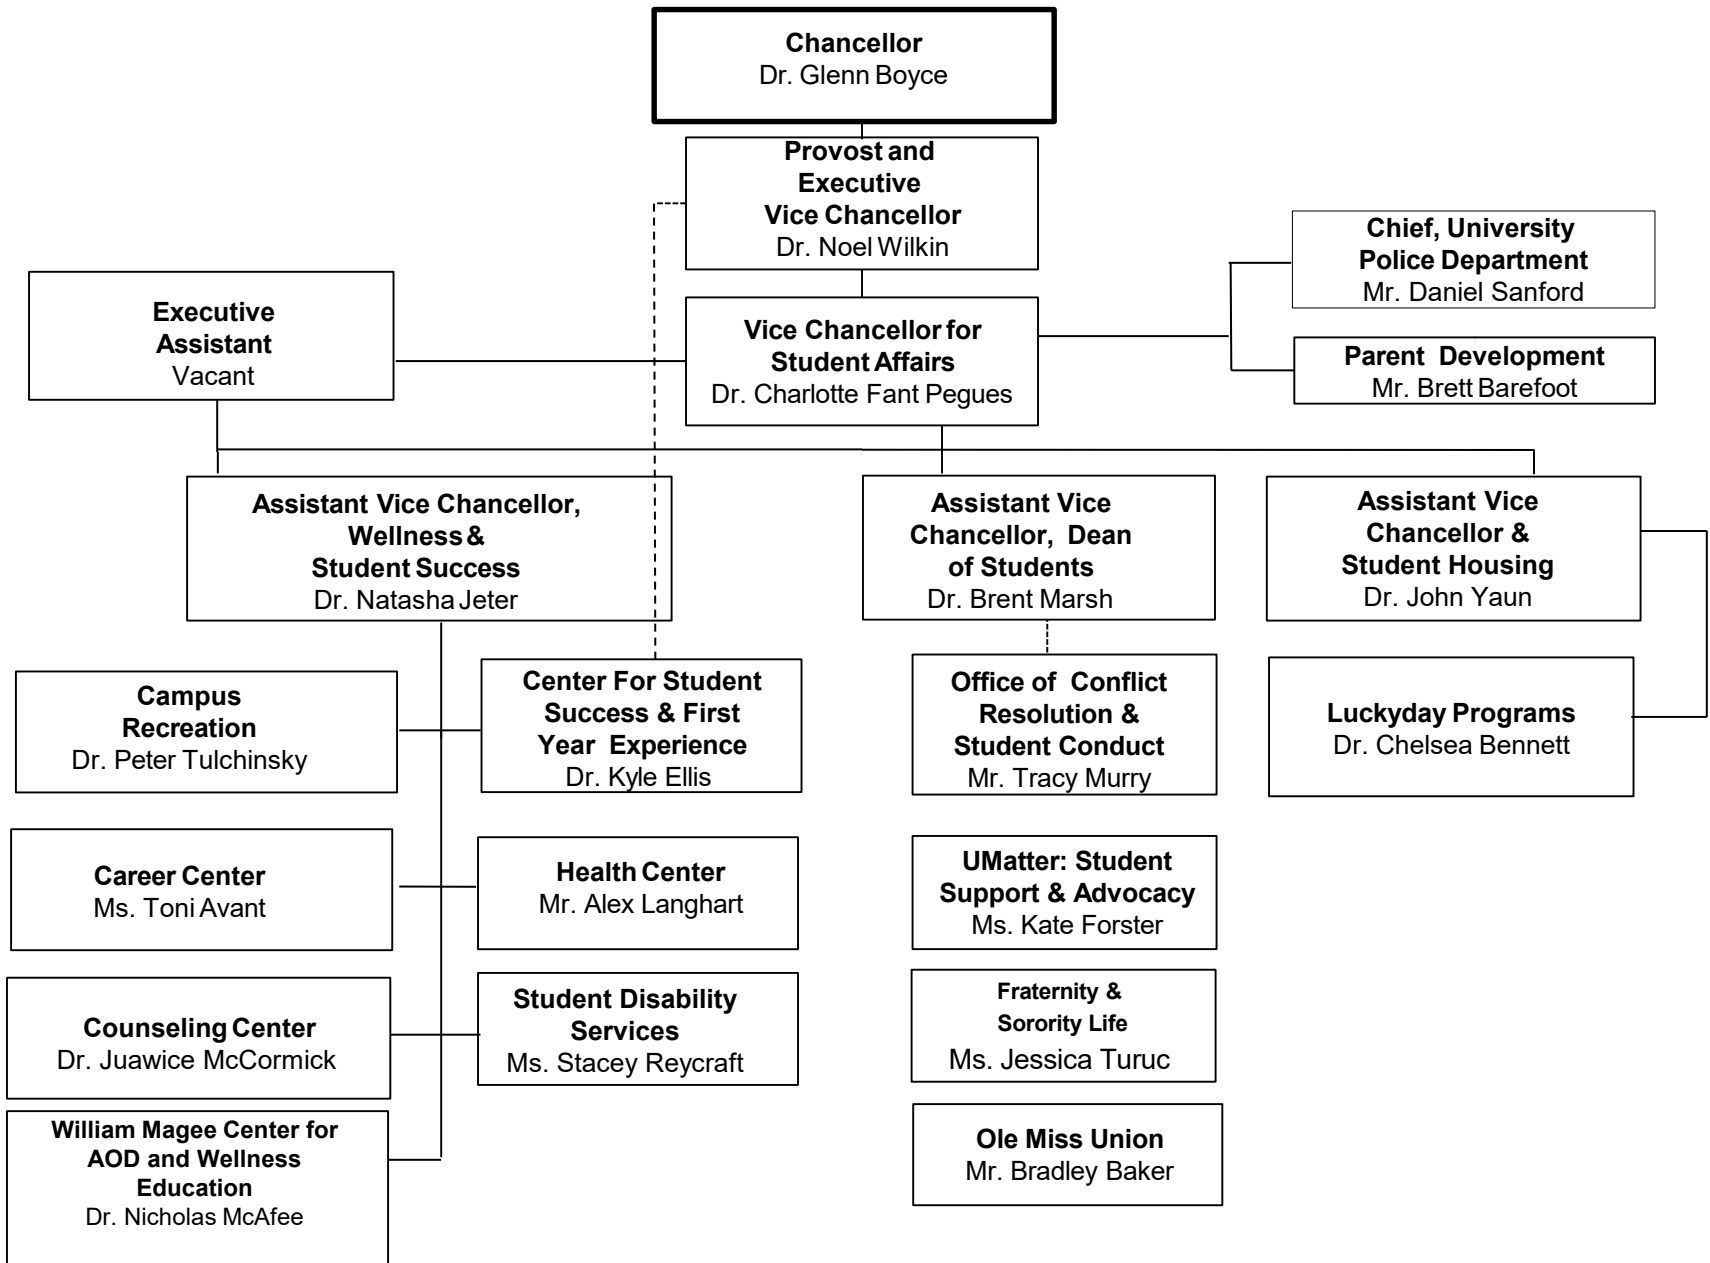 Chancellor
Dr. Glenn Boyce
Provost and
Executive
Vice Chancellor
Dr. Noel Wilkin
Chief, University
Police Department
Mr. Daniel Sanford
Executive
Assistant
Vacant
Vice Chancellor for
Student Affairs
Dr. Charlotte Fant Pegues
Parent Development
Mr. Brett Barefoot
Assistant Vice Chancellor,
Wellness &
Student Success
Dr. Natasha Jeter
Assistant Vice
Chancellor, Dean
of Students
Dr. Brent Marsh
Assistant Vice
Chancellor &
Student Housing
Dr. John Yaun
Campus
Recreation
Dr. Peter Tulchinsky
Center For Student
Success & First
Year Experience
Dr. Kyle Ellis
Office of Conflict
Resolution &
Student Conduct
Mr. Tracy Murry
Luckyday Programs
Dr. Chelsea Bennett
Career Center
Ms. Toni Avant
Health Center
Mr. Alex Langhart
UMatter: Student
Support & Advocacy
Ms. Kate Forster
Counseling Center
Dr. Juawice McCormick
Student Disability
Services
Ms. Stacey Reycraft
Fraternity &
Sorority Life
Ms. Jessica Turuc
William Magee Center for
AOD and Wellness
Education
Dr. Nicholas McAfee
Ole Miss Union
Mr. Bradley Baker